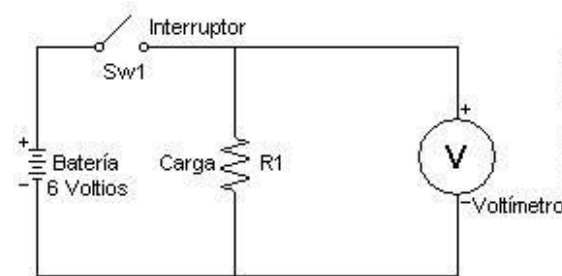 Interruptor
Sw1
+
Batería
6 Voltios
−
Carga
R1
+
V
−Voltímetro